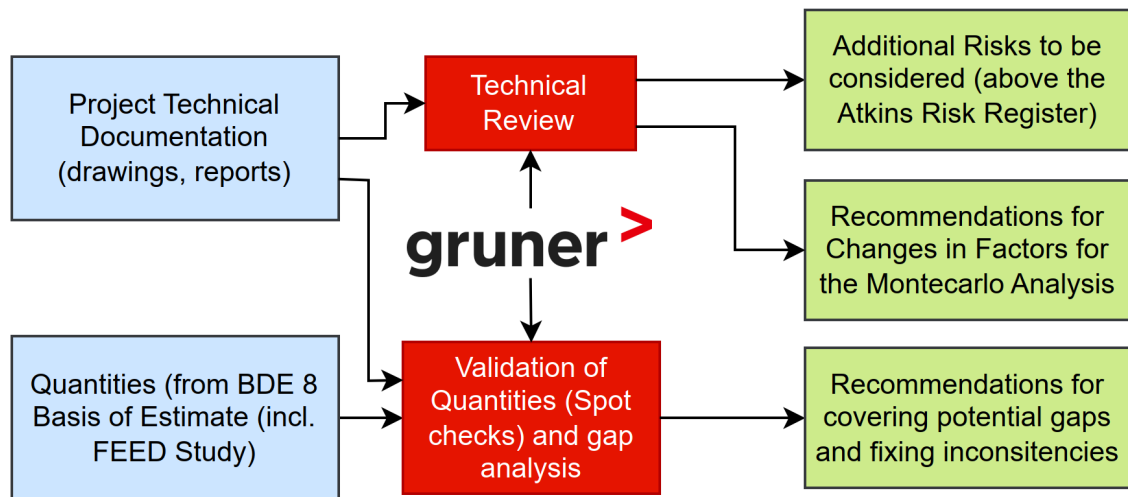 Project Technical
Documentation
(drawings, reports)
Technical
Review
Additional Risks to be
considered (above the
Atkins Risk Register)
gruner>
Recommendations for
Changes in Factors for
the Montecarlo Analysis
Quantities (from BDE 8
Basis of Estimate (incl.
FEED Study)
Validation of
Quantities (Spot
checks) and gap
analysis
Recommendations for
covering potential gaps
and fixing inconsitencies